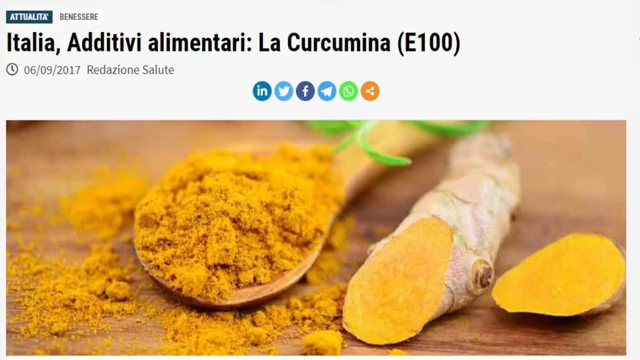 ATTUALITA' BENESSERE
Italia, Additivi alimentari: La Curcumina (E100)
06/09/2017 Redazione Salute